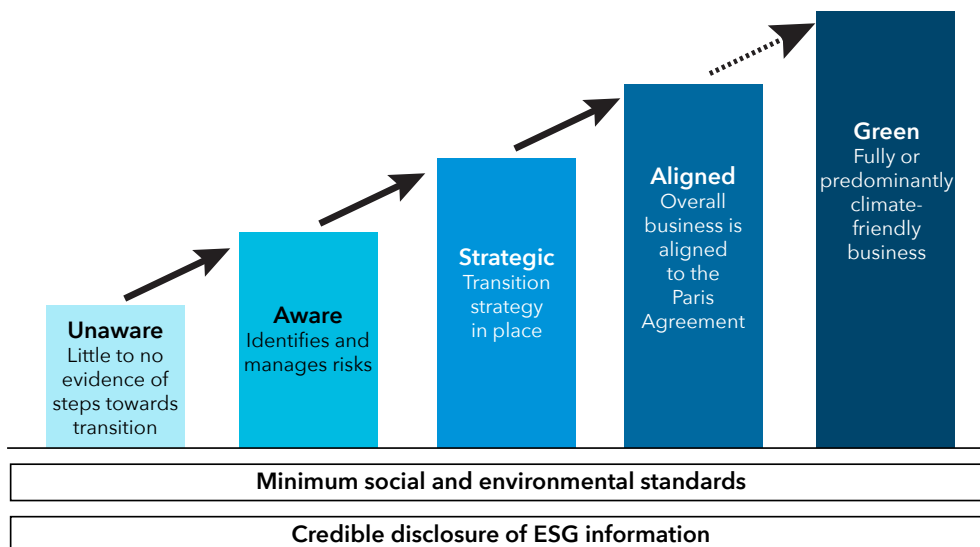 Unaware
Little to no
evidence of
steps towards
transition
Aware
Identifies and
manages risks
Strategic
Transition
strategy
in place
Aligned
Overall
business is
aligned
to the
Paris
Agreement
Green
Fully or
predominantly
climate-
friendly
business
Minimum social and environmental standards
Credible disclosure of ESG information